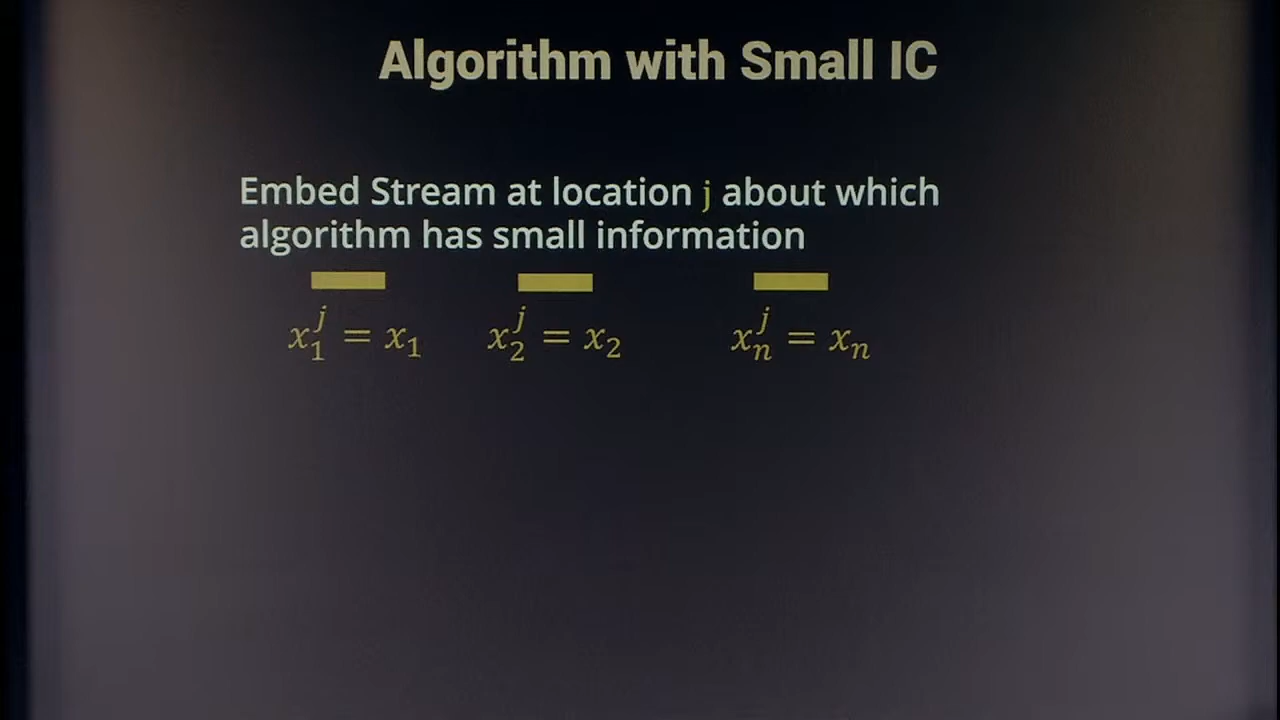 Algorithm with Small IC
Embed Stream at location j about which
algorithm has small information
$x_1^j = x_1$ $x_2^j = x_2$ $x_n^j = x_n$